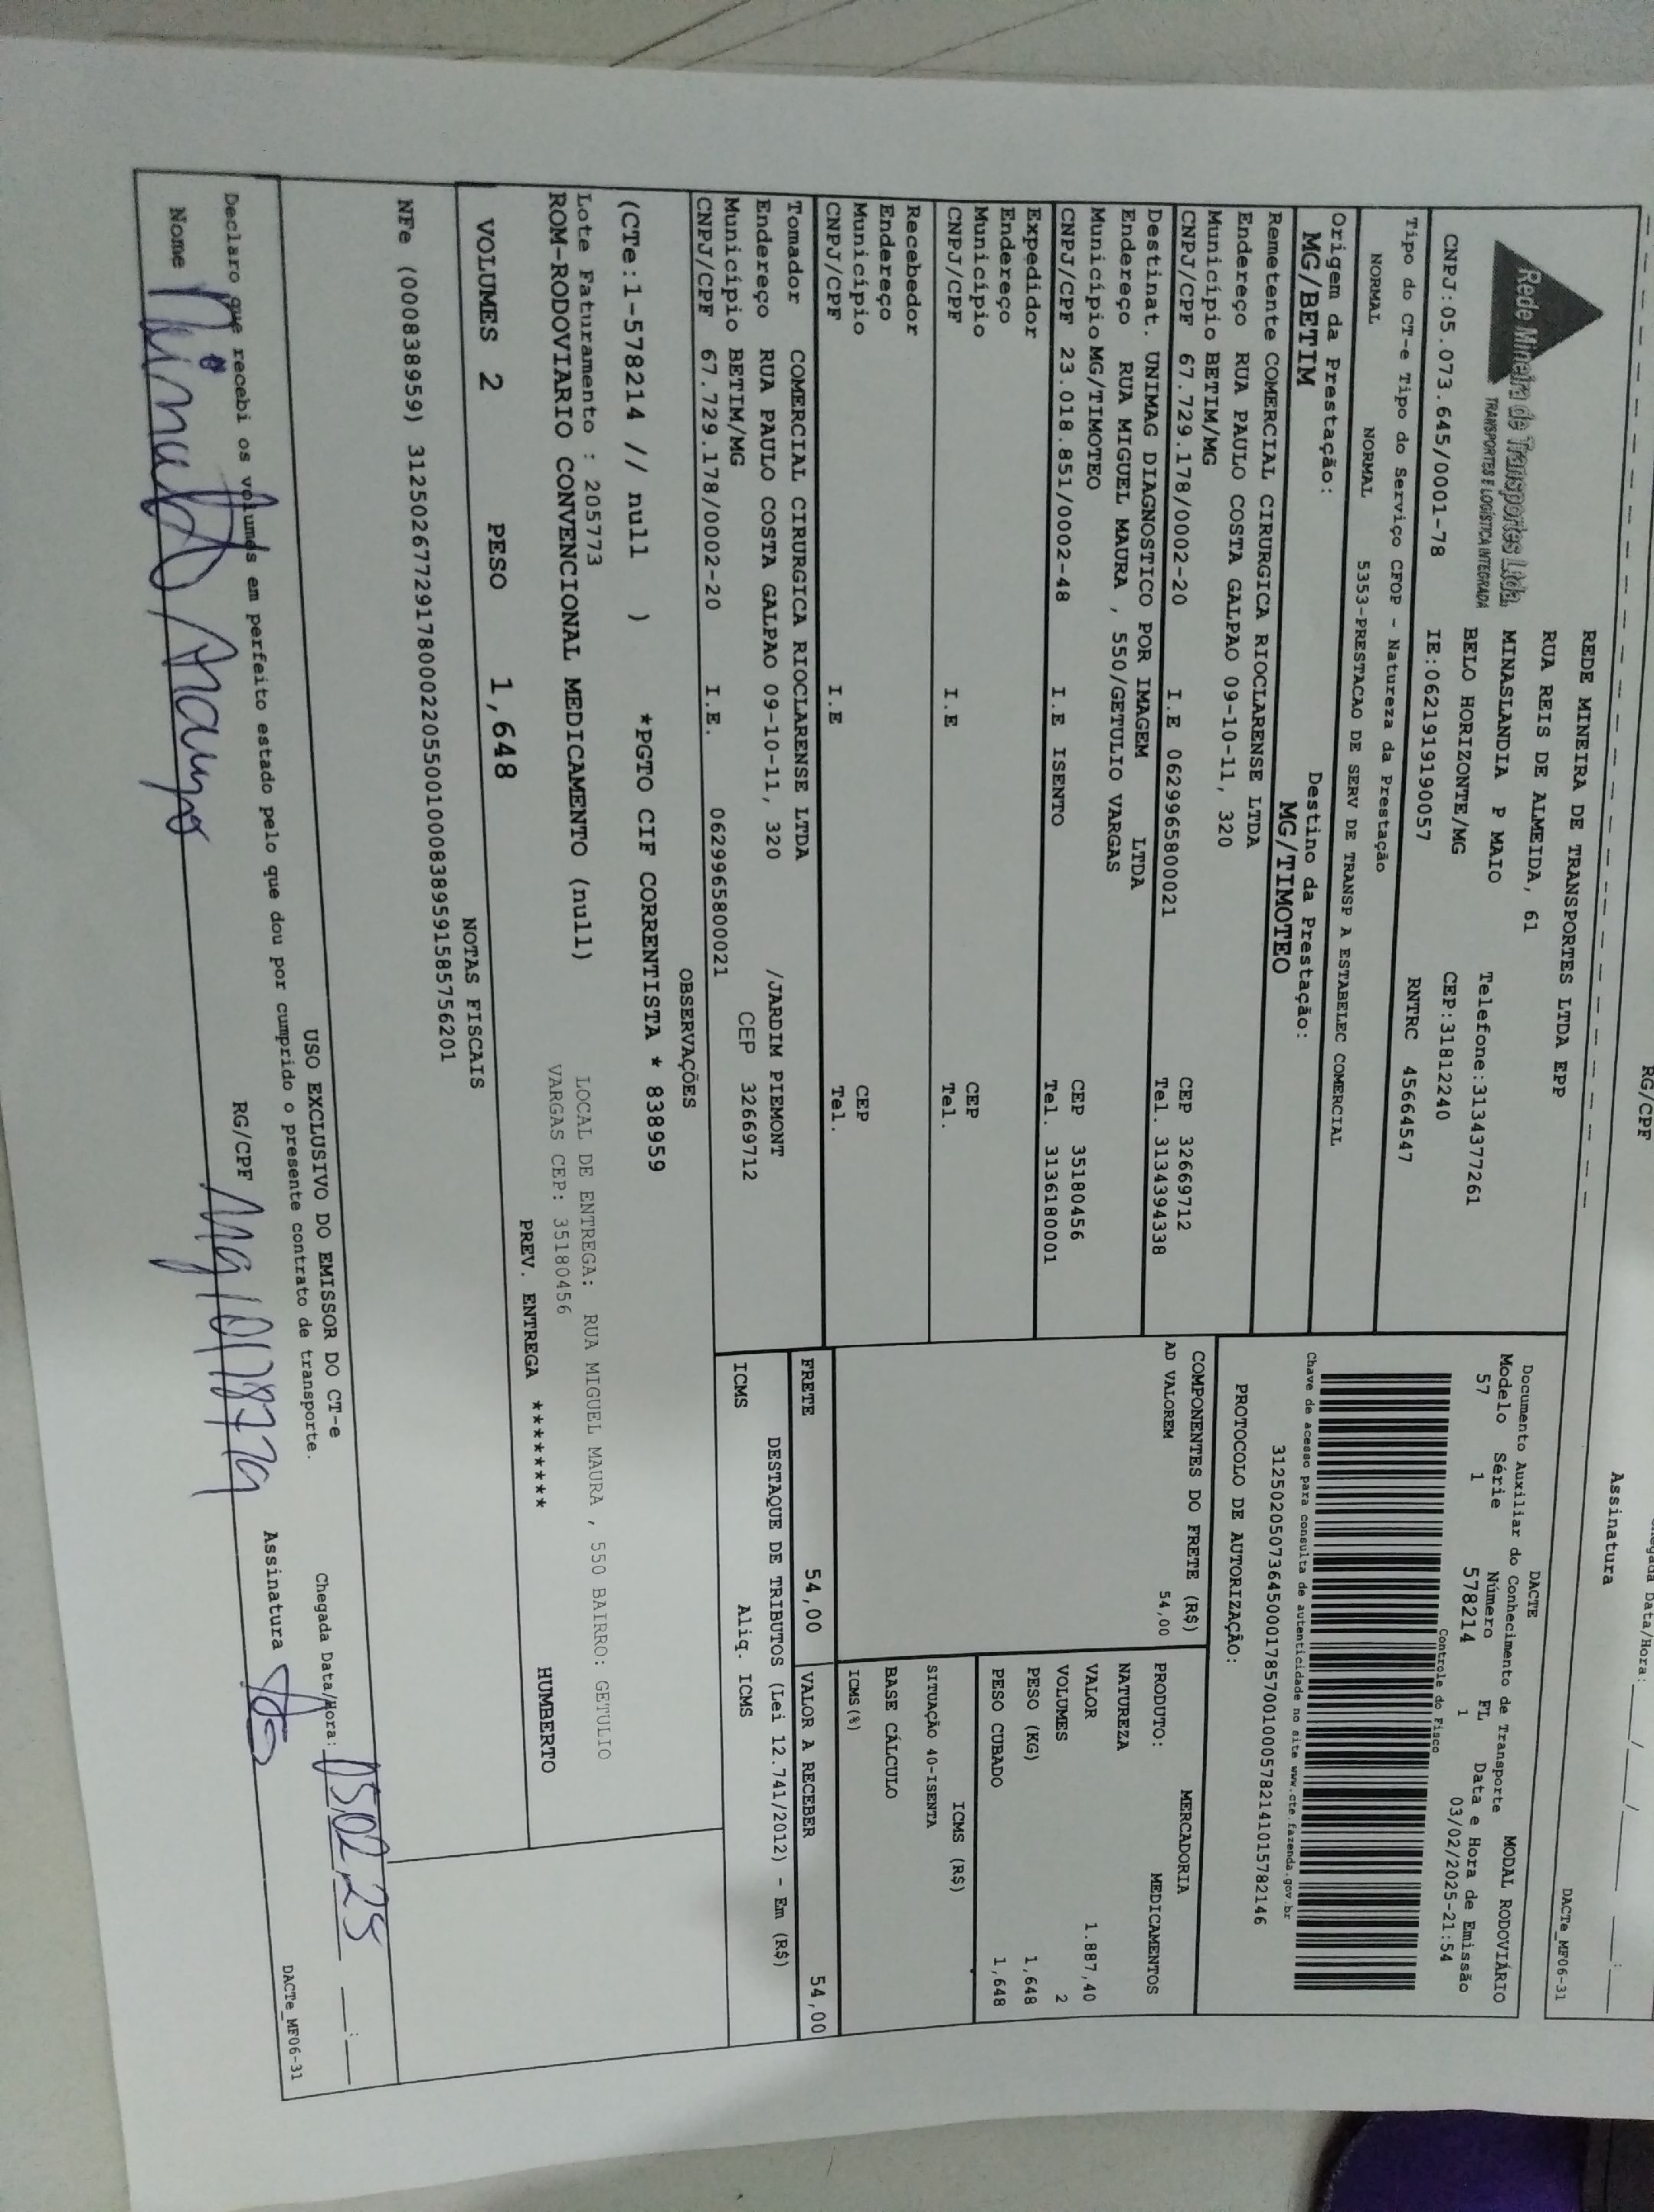 RG/CPF
Assinatura
DACTe_MF06-31
Rede Mineira de Transportes Ltda.
TRANSPORTES E LOGÍSTICA INTEGRADA
CNPJ:05.073.645/0001-78
REDE MINEIRA DE TRANSPORTES LTDA EPP
RUA REIS DE ALMEIDA, 61
MINASLANDIA P MAIO
BELO HORIZONTE/MG
IE:0621919190057
Telefone:3134377261
CEP:31812240
RNTRC 45664547
DACTE
Documento Auxiliar do Conhecimento de Transporte MODAL RODOVIÁRIO
Modelo Série Número FL Data e Hora de Emissão
57 1 578214 1 03/02/2025-21:54
Controle do Fisco
Chave de acesso para consulta de autenticidade no site www.cte.fazenda.gov.br
31250205073645000178570010005782141015782146
PROTOCOLO DE AUTORIZAÇÃO:
Tipo do CT-e Tipo do Serviço CFOP - Natureza da Prestação
NORMAL NORMAL 5353-PRESTACAO DE SERV DE TRANSP A ESTABELEC COMERCIAL
Origem da Prestação: Destino da Prestação:
MG/BETIM MG/TIMOTEO
Remetente COMERCIAL CIRURGICA RIOCLARENSE LTDA
Endereço RUA PAULO COSTA GALPAO 09-10-11, 320
Município BETIM/MG CEP 32669712
CNPJ/CPF 67.729.178/0002-20 I.E 0629965800021 Tel. 3134394338
Destinat. UNIMAG DIAGNOSTICO POR IMAGEM LTDA
Endereço RUA MIGUEL MAURA , 550/GETULIO VARGAS
Município MG/TIMOTEO CEP 35180456
CNPJ/CPF 23.018.851/0002-48 I.E ISENTO Tel. 3136180001
Expedidor
Endereço
Município CEP
CNPJ/CPF I.E Tel.
Recebedor
Endereço
Município CEP
CNPJ/CPF I.E Tel.
Tomador COMERCIAL CIRURGICA RIOCLARENSE LTDA
Endereço RUA PAULO COSTA GALPAO 09-10-11, 320 /JARDIM PIEMONT
Município BETIM/MG CEP 32669712
CNPJ/CPF 67.729.178/0002-20 I.E. 0629965800021
COMPONENTES DO FRETE (R$)
AD VALOREM 54,00
MERCADORIA
PRODUTO: MEDICAMENTOS
NATUREZA
VALOR 1.887,40
VOLUMES 2
PESO (KG) 1,648
PESO CUBADO 1,648
ICMS (R$)
SITUAÇÃO 40-ISENTA
BASE CÁLCULO
ICMS(%)
FRETE 54,00 VALOR A RECEBER 54,00
DESTAQUE DE TRIBUTOS (Lei 12.741/2012) - Em (R$)
ICMS Aliq. ICMS
OBSERVAÇÕES
(CTe:1-578214 // null ) *PGTO CIF CORRENTISTA * 838959
Lote Faturamento : 205773
ROM-RODOVIARIO CONVENCIONAL MEDICAMENTO (null)
LOCAL DE ENTREGA: RUA MIGUEL MAURA , 550 BAIRRO: GETULIO
VARGAS CEP: 35180456
PREV. ENTREGA ******** HUMBERTO
VOLUMES 2 PESO 1,648
NOTAS FISCAIS
NFe (000838959) 31250267729178000220550010008389591585756201
USO EXCLUSIVO DO EMISSOR DO CT-e
Declaro que recebi os volumes em perfeito estado pelo que dou por cumprido o presente contrato de transporte.
Chegada Data/Hora: 05,02,25 __:__
Nome RG/CPF Assinatura
DACTe_MF06-31